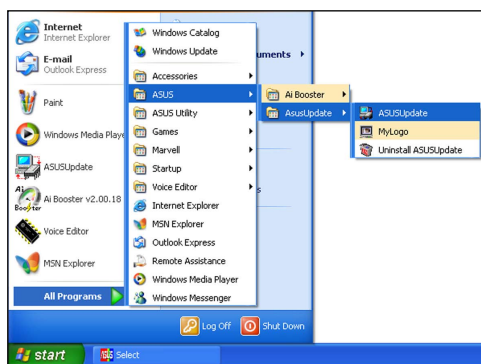 Internet
Internet Explorer
E-mail
Outlook Express
Paint
Windows Media Playe
ASUSUpdate
Ai Booster v2.00.18
Voice Editor
MSN Explorer
All Programs
Windows Catalog
Windows Update
Accessories
ASUS
ASUS Utility
Games
Marvell
Startup
Voice Editor
Internet Explorer
MSN Explorer
Outlook Express
Remote Assistance
Windows Media Player
Windows Messenger
uments
s
Ai Booster
AsusUpdate
ASUSUpdate
MyLogo
Uninstall ASUSUpdate
Log Off
Shut Down
start
Select